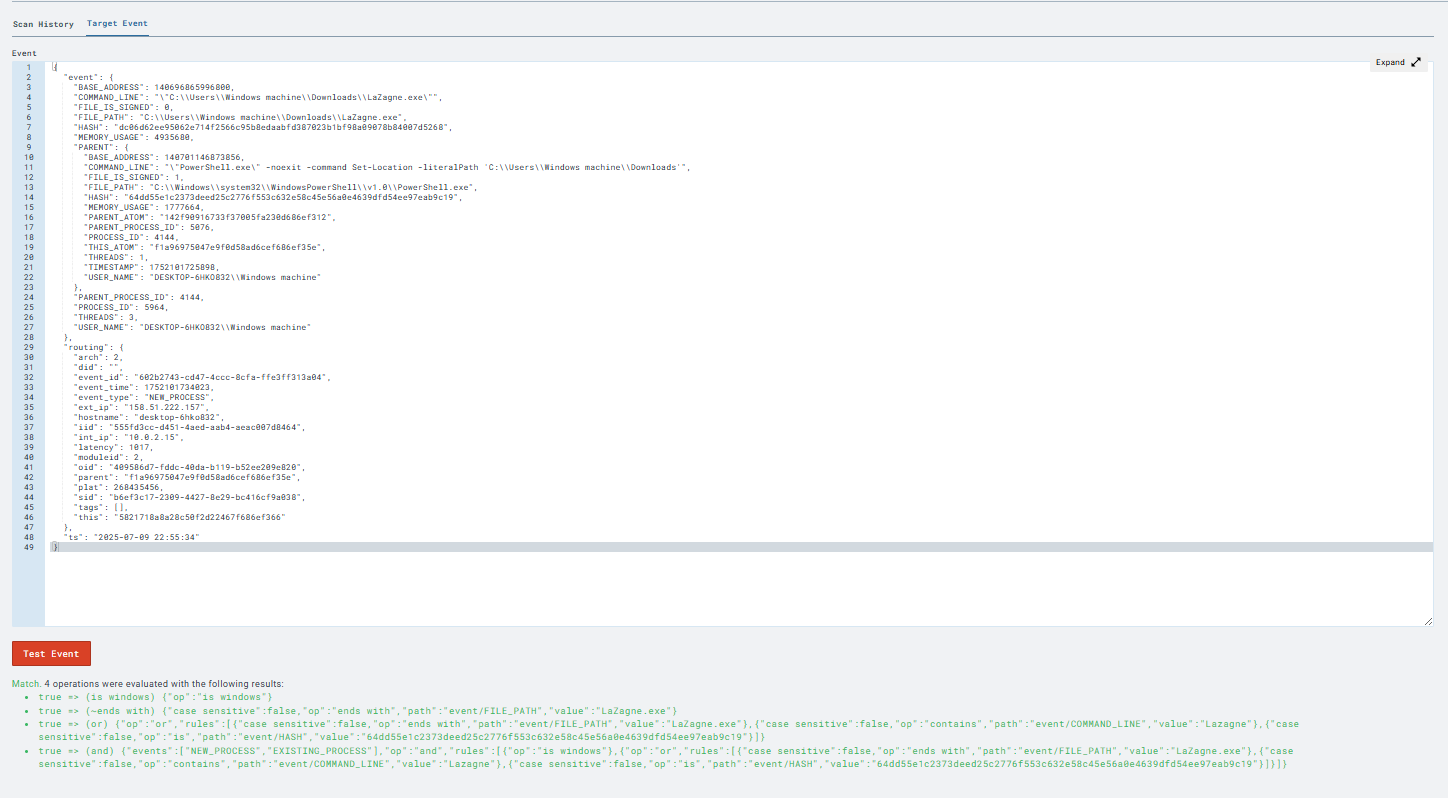 Scan History Target Event
Event
Expand
1 {
2 "event": {
3 "BASE_ADDRESS": 140696865996800,
4 "COMMAND_LINE": "\"C:\\Users\\Windows machine\\Downloads\\LaZagne.exe\"",
5 "FILE_IS_SIGNED": 0,
6 "FILE_PATH": "C:\\Users\\Windows machine\\Downloads\\LaZagne.exe",
7 "HASH": "dc06d62ee95062e714f2566c95b8edaabfd387023b1bf98a09078b84007d5268",
8 "MEMORY_USAGE": 4935680,
9 "PARENT": {
10 "BASE_ADDRESS": 140701146873856,
11 "COMMAND_LINE": "\"PowerShell.exe\" -noexit -command Set-Location -literalPath 'C:\\Users\\Windows machine\\Downloads'",
12 "FILE_IS_SIGNED": 1,
13 "FILE_PATH": "C:\\Windows\\system32\\WindowsPowerShell\\v1.0\\PowerShell.exe",
14 "HASH": "64dd55e1c2373deed25c2776f553c632e58c45e56a0e4639dfd54ee97eab9c19",
15 "MEMORY_USAGE": 1777664,
16 "PARENT_ATOM": "142f90916733f37005fa230d686ef312",
17 "PARENT_PROCESS_ID": 5076,
18 "PROCESS_ID": 4144,
19 "THIS_ATOM": "f1a96975047e9f0d58ad6cef686ef35e",
20 "THREADS": 1,
21 "TIMESTAMP": 1752101725898,
22 "USER_NAME": "DESKTOP-6HKO832\\Windows machine"
23 },
24 "PARENT_PROCESS_ID": 4144,
25 "PROCESS_ID": 5964,
26 "THREADS": 3,
27 "USER_NAME": "DESKTOP-6HKO832\\Windows machine"
28 },
29 "routing": {
30 "arch": 2,
31 "did": "",
32 "event_id": "602b2743-cd47-4ccc-8cfa-ffe3ff313a04",
33 "event_time": 1752101734023,
34 "event_type": "NEW_PROCESS",
35 "ext_ip": "158.51.222.157",
36 "hostname": "desktop-6hko832",
37 "iid": "555fd3cc-d451-4aed-aab4-aeac007d8464",
38 "int_ip": "10.0.2.15",
39 "latency": 1017,
40 "moduleid": 2,
41 "oid": "409586d7-fddc-40da-b119-b52ee209e820",
42 "parent": "f1a96975047e9f0d58ad6cef686ef35e",
43 "plat": 268435456,
44 "sid": "b6ef3c17-2309-4427-8e29-bc416cf9a038",
45 "tags": [],
46 "this": "5821718a8a28c50f2d22467f686ef366"
47 },
48 "ts": "2025-07-09 22:55:34"
49 }
Test Event
Match. 4 operations were evaluated with the following results:
• true => (is windows) {"op":"is windows"}
• true => (~ends with) {"case sensitive":false,"op":"ends with","path":"event/FILE_PATH","value":"LaZagne.exe"}
• true => (or) {"op":"or","rules":[{"case sensitive":false,"op":"ends with","path":"event/FILE_PATH","value":"LaZagne.exe"},{"case sensitive":false,"op":"contains","path":"event/COMMAND_LINE","value":"Lazagne"},{"case
sensitive":false,"op":"is","path":"event/HASH","value":"64dd55e1c2373deed25c2776f553c632e58c45e56a0e4639dfd54ee97eab9c19"}]}
• true => (and) {"events":["NEW_PROCESS","EXISTING_PROCESS"],"op":"and","rules":[{"op":"is windows"},{"op":"or","rules":[{"case sensitive":false,"op":"ends with","path":"event/FILE_PATH","value":"LaZagne.exe"},{"case
sensitive":false,"op":"contains","path":"event/COMMAND_LINE","value":"Lazagne"},{"case sensitive":false,"op":"is","path":"event/HASH","value":"64dd55e1c2373deed25c2776f553c632e58c45e56a0e4639dfd54ee97eab9c19"}]}]}